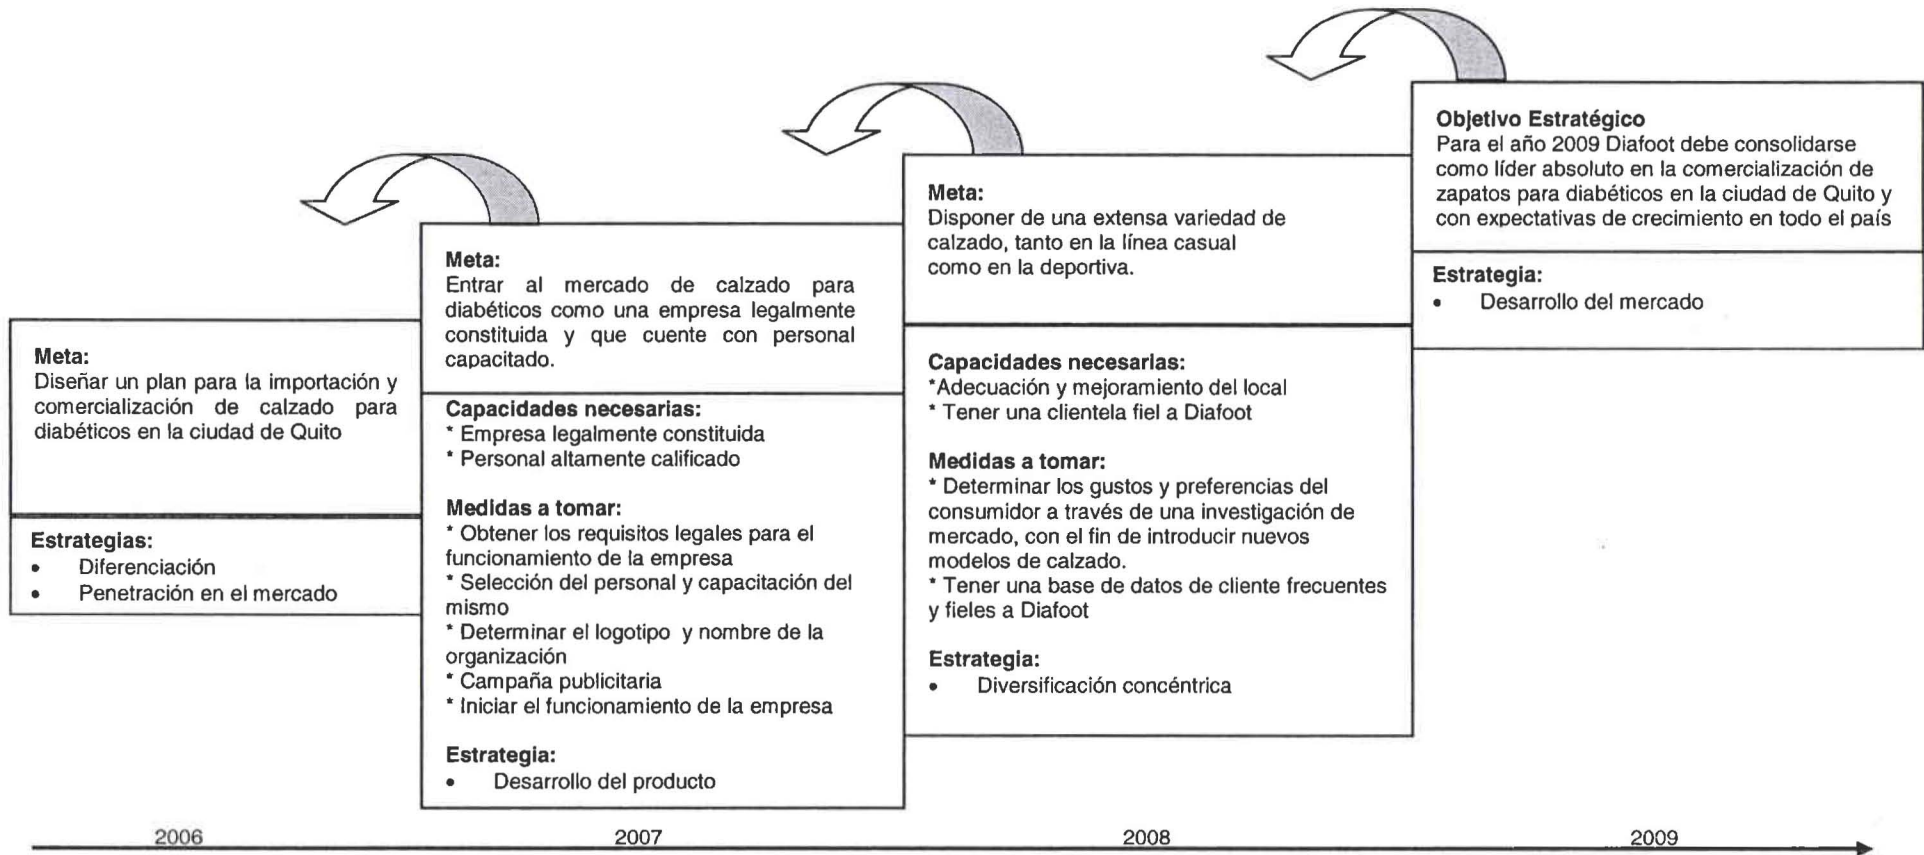 Meta:
Diseñar un plan para la importación y
comercialización de calzado para
diabéticos en la ciudad de Quito
Estrategias:
• Diferenciación
• Penetración en el mercado
Meta:
Entrar al mercado de calzado para
diabéticos como una empresa legalmente
constituida y que cuente con personal
capacitado.
Capacidades necesarias:
* Empresa legalmente constituida
* Personal altamente calificado
Medidas a tomar:
* Obtener los requisitos legales para el
funcionamiento de la empresa
* Selección del personal y capacitación del
mismo
* Determinar el logotipo y nombre de la
organización
* Campaña publicitaria
* Iniciar el funcionamiento de la empresa
Estrategia:
• Desarrollo del producto
Meta:
Disponer de una extensa variedad de
calzado, tanto en la línea casual
como en la deportiva.
Capacidades necesarias:
*Adecuación y mejoramiento del local
* Tener una clientela fiel a Diafoot
Medidas a tomar:
* Determinar los gustos y preferencias del
consumidor a través de una investigación de
mercado, con el fin de introducir nuevos
modelos de calzado.
* Tener una base de datos de cliente frecuentes
y fieles a Diafoot
Estrategia:
• Diversificación concéntrica
Objetivo Estratégico
Para el año 2009 Diafoot debe consolidarse
como líder absoluto en la comercialización de
zapatos para diabéticos en la ciudad de Quito y
con expectativas de crecimiento en todo el país
Estrategia:
• Desarrollo del mercado
2006 2007 2008 2009